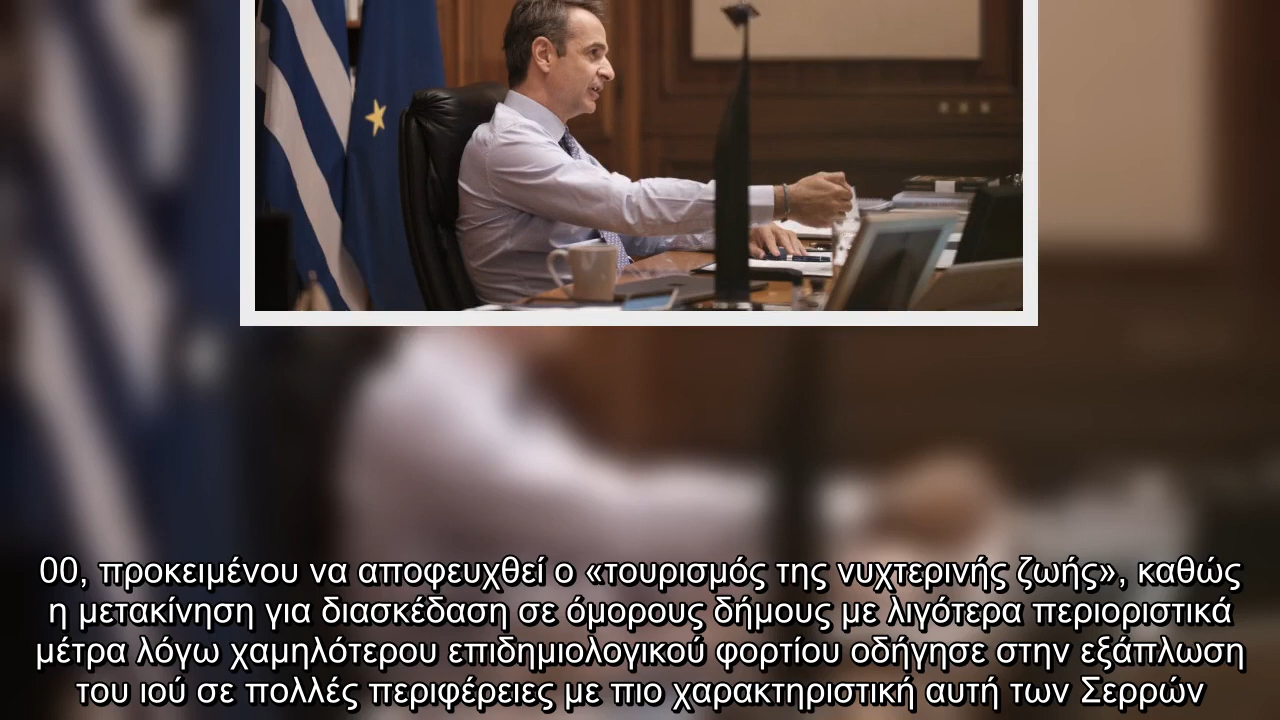 00, προκειμένου να αποφευχθεί ο «τουρισμός της νυχτερινής ζωής», καθώς
η μετακίνηση για διασκέδαση σε όμορους δήμους με λιγότερα περιοριστικά
μέτρα λόγω χαμηλότερου επιδημιολογικού φορτίου οδήγησε στην εξάπλωση
του ιού σε πολλές περιφέρειες με πιο χαρακτηριστική αυτή των Σερρών